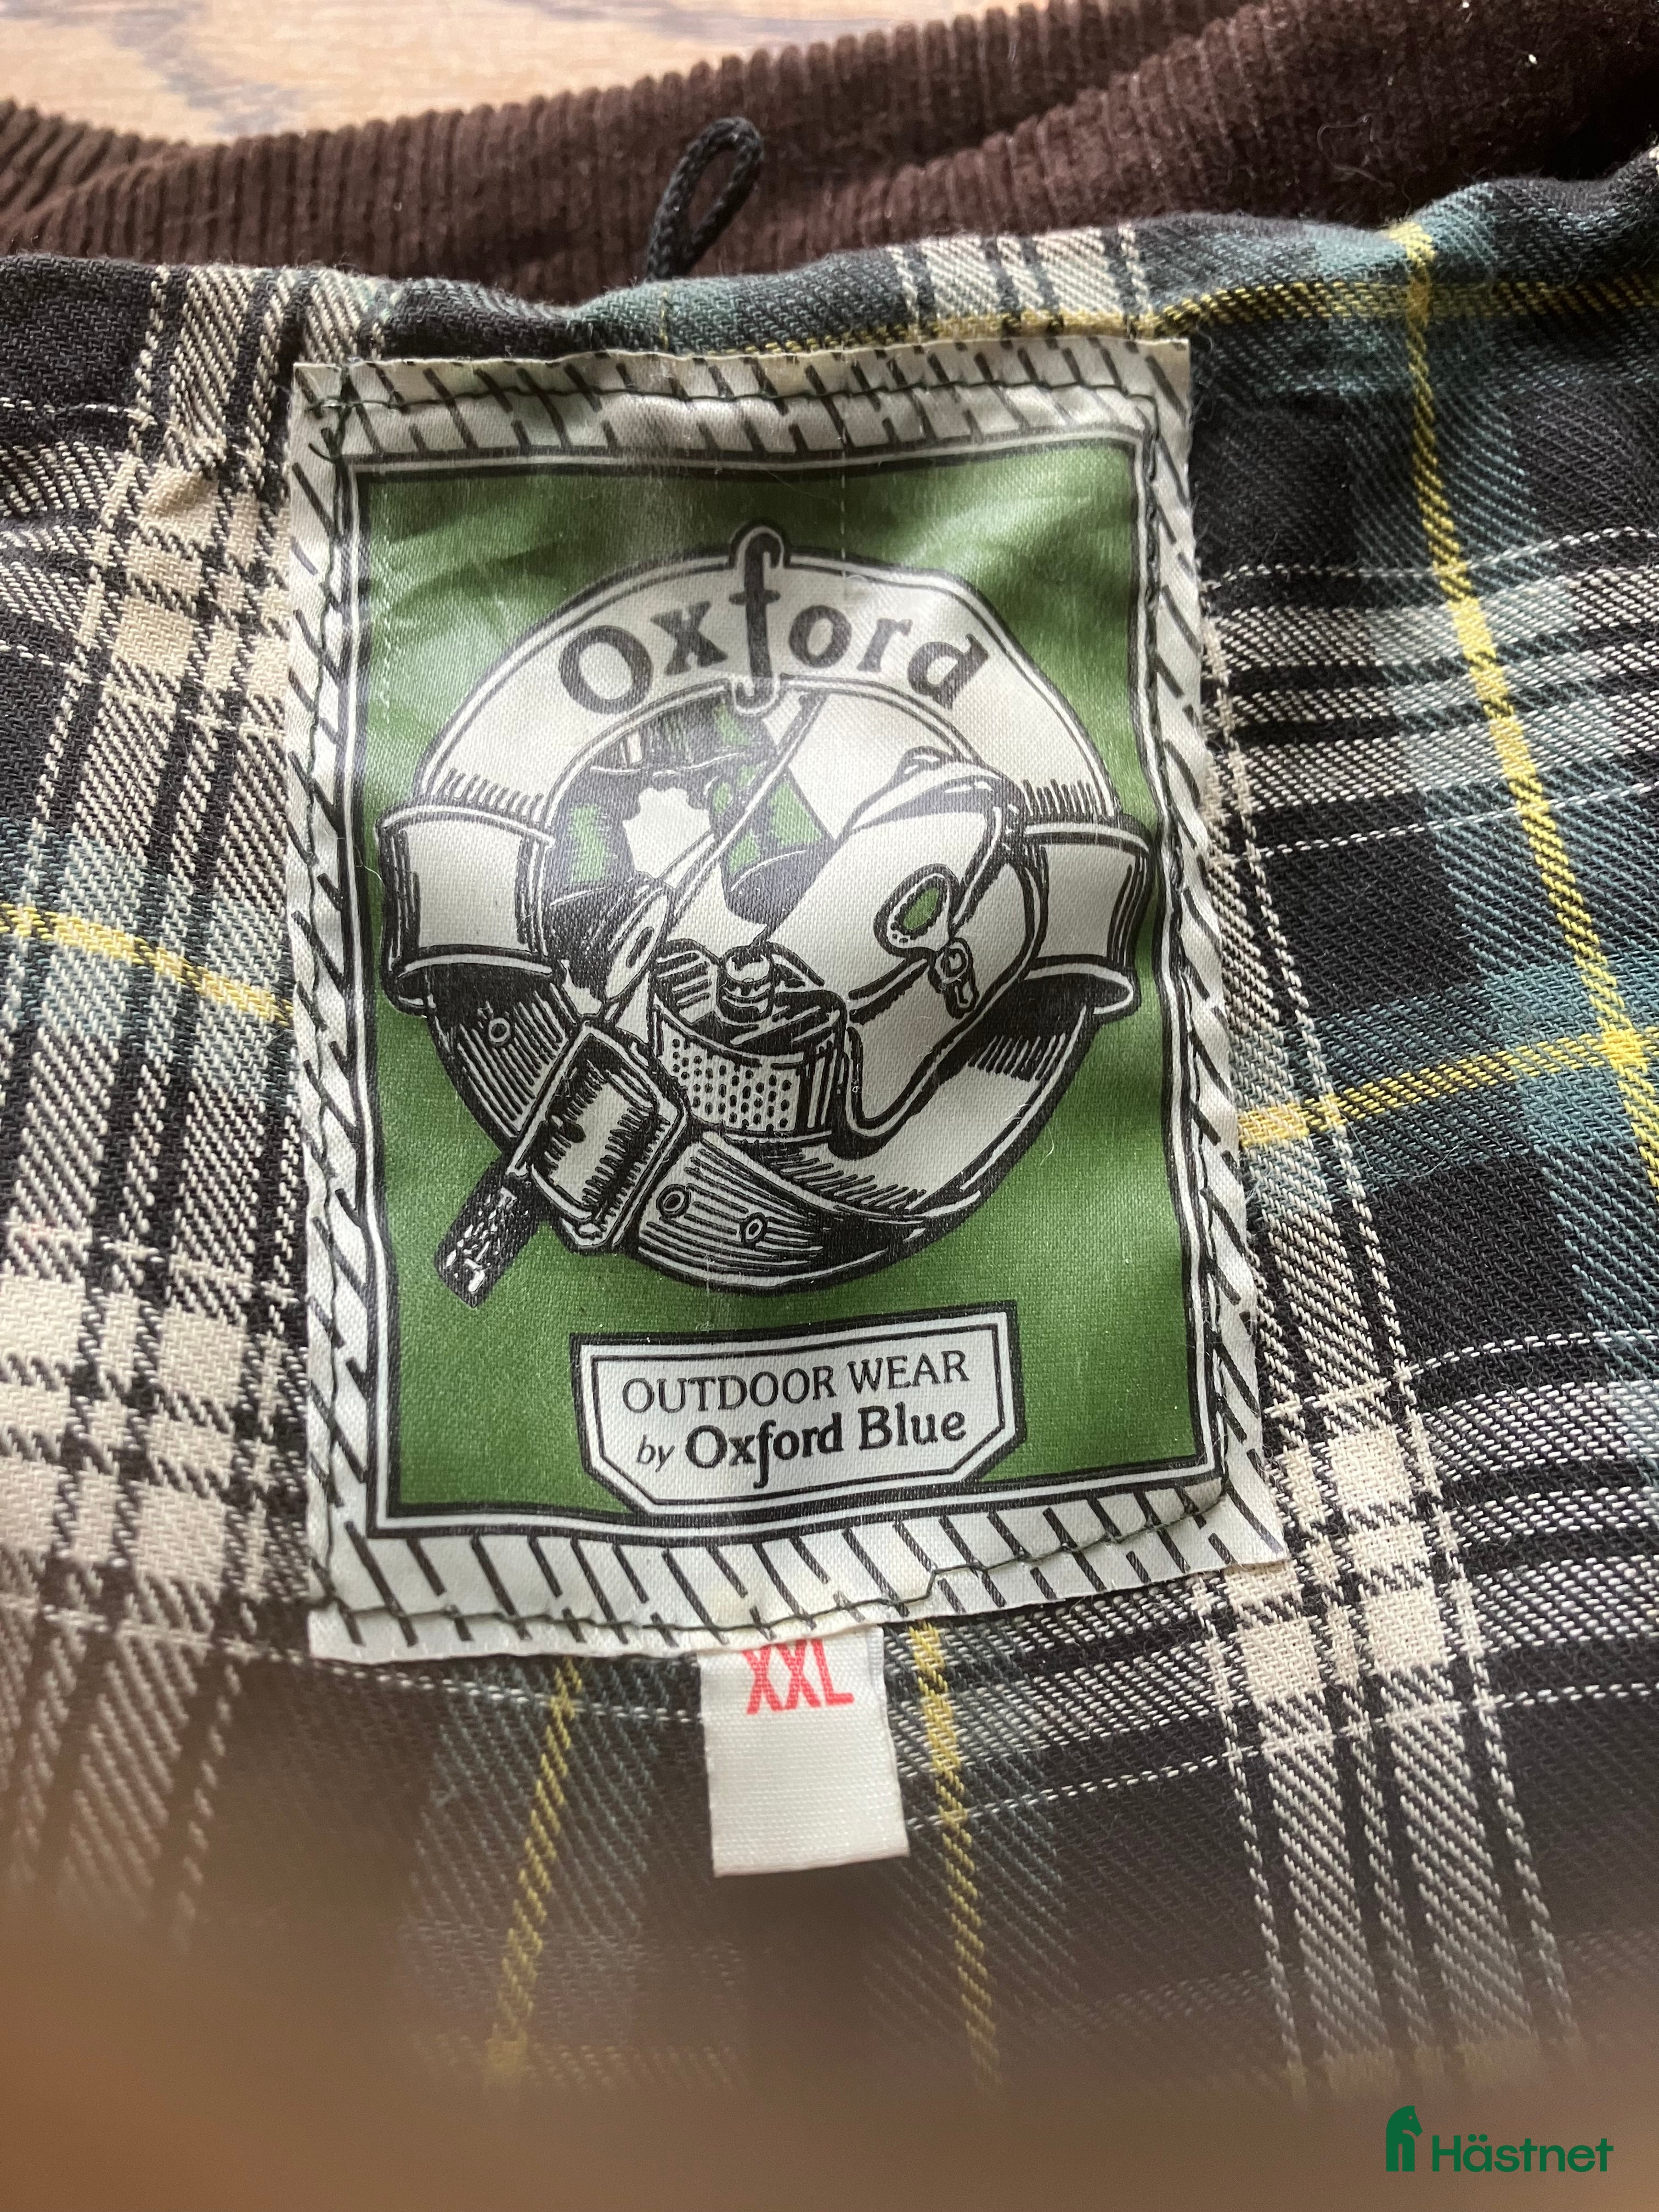 Oxford
OUTDOOR WEAR
by Oxford Blue
XXL
Hästnet